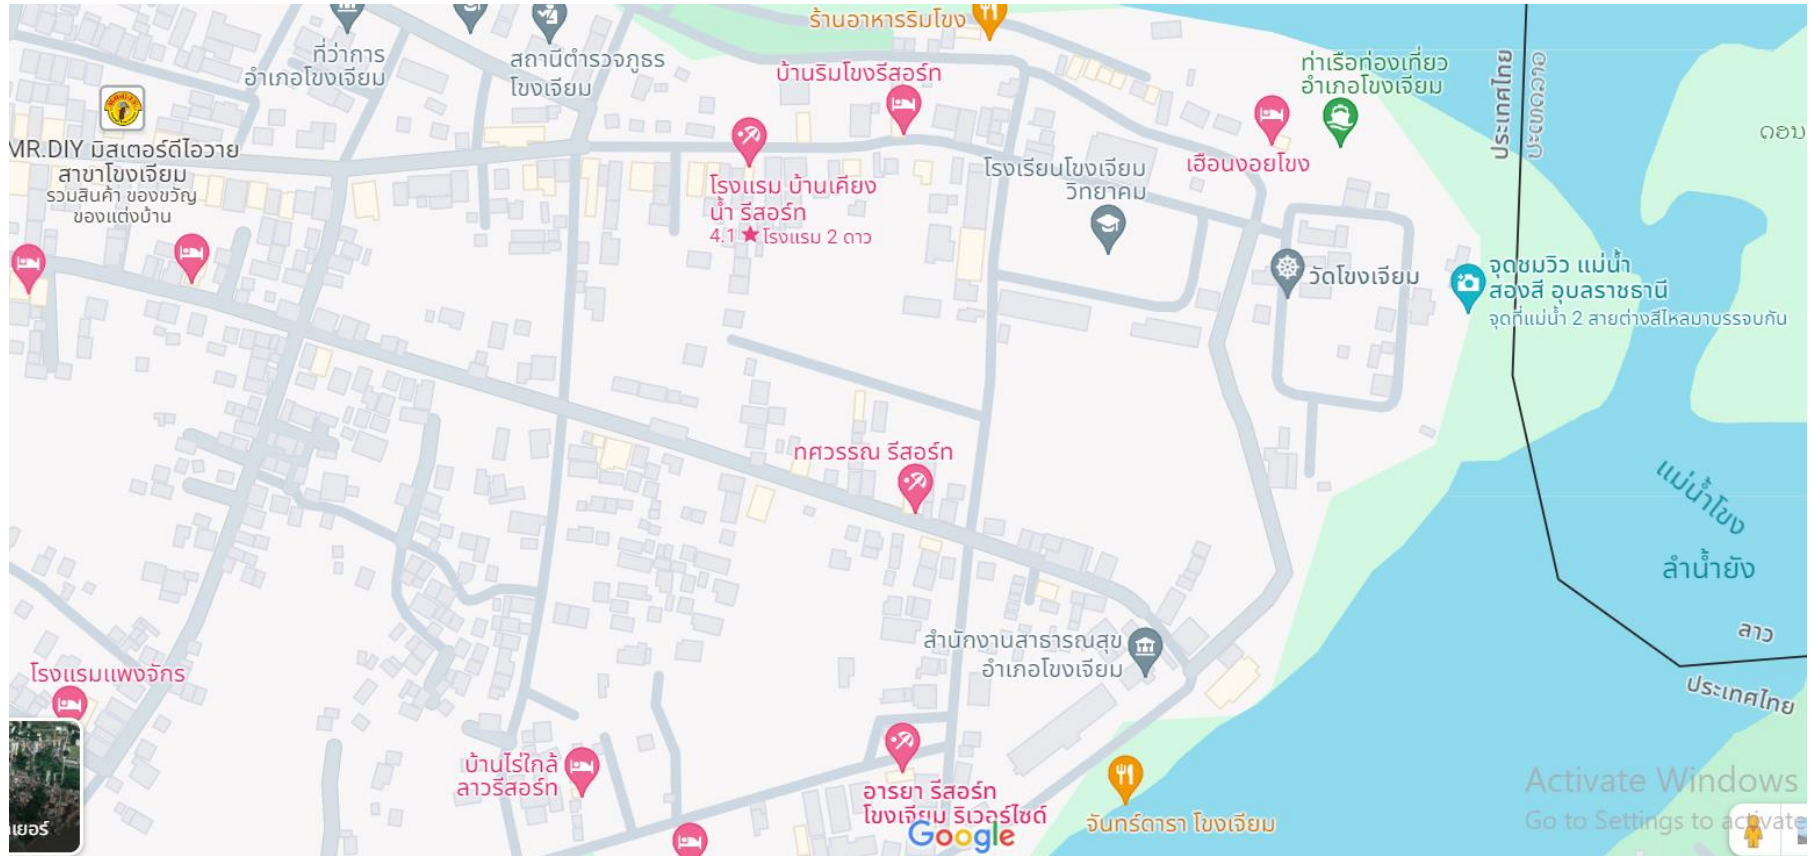 ร้านอาหารริมโขง
ที่ว่าการ
อำเภอโขงเจียม
สถานีตำรวจภูธร
โขงเจียม
บ้านริมโขงรีสอร์ท
ท่าเรือท่องเที่ยว
อำเภอโขงเจียม
ประเทศไทย
MR.DIY มิสเตอร์ดีไอวาย
สาขาโขงเจียม
รวมสินค้า ของขวัญ
ของแต่งบ้าน
โรงแรม บ้านเคียง
น้ำ รีสอร์ท
4.1 ★ โรงแรม 2 ดาว
โรงเรียนโขงเจียม
วิทยาคม
เฮือนงอยโขง
ดอน
วัดโขงเจียม
จุดชมวิว แม่น้ำ
สองสี อุบลราชธานี
จุดที่แม่น้ำ 2 สายต่างสีไหลมาบรรจบกัน
ทศวรรณ รีสอร์ท
แม่น้ำโขง
ลำน้ำยัง
ลาว
ประเทศไทย
สำนักงานสาธารณสุข
อำเภอโขงเจียม
โรงแรมแพงจักร
บ้านไร่ใกล้
ลาวรีสอร์ท
อารยา รีสอร์ท
โขงเจียม ริเวอร์ไซด์
จันทร์ดารา โขงเจียม
Google
Activate Windows
Go to Settings to activate
เยอร์